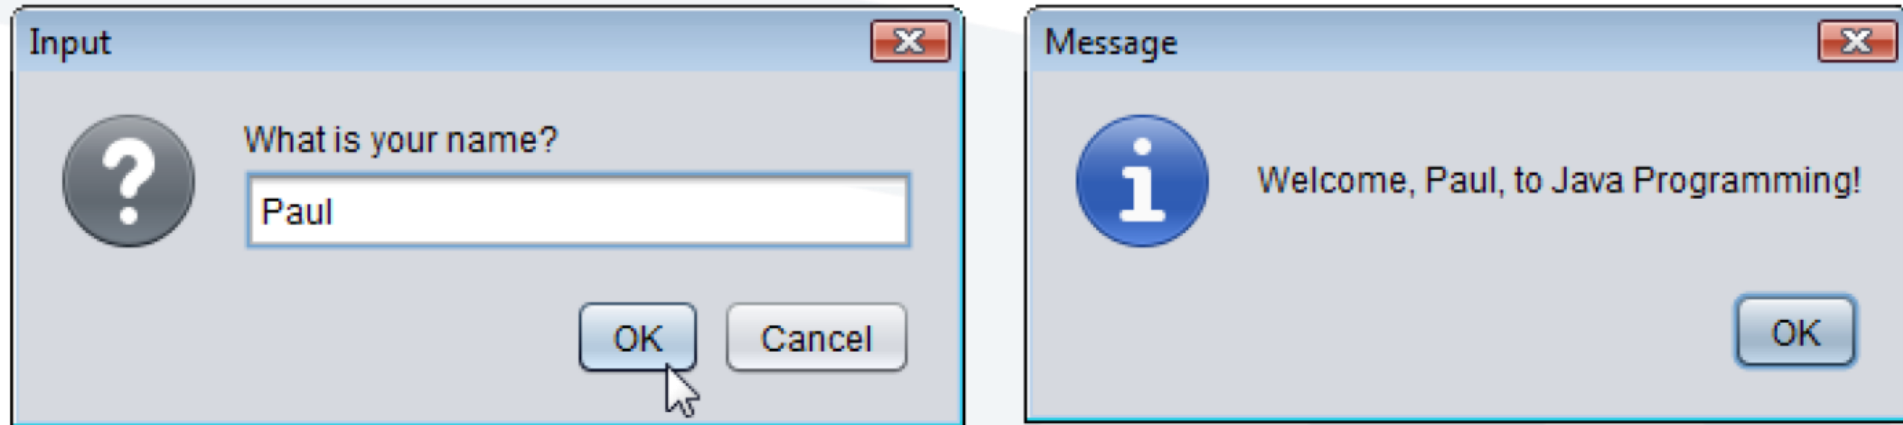 Input
What is your name?
Paul
OK
Cancel
Message
Welcome, Paul, to Java Programming!
OK